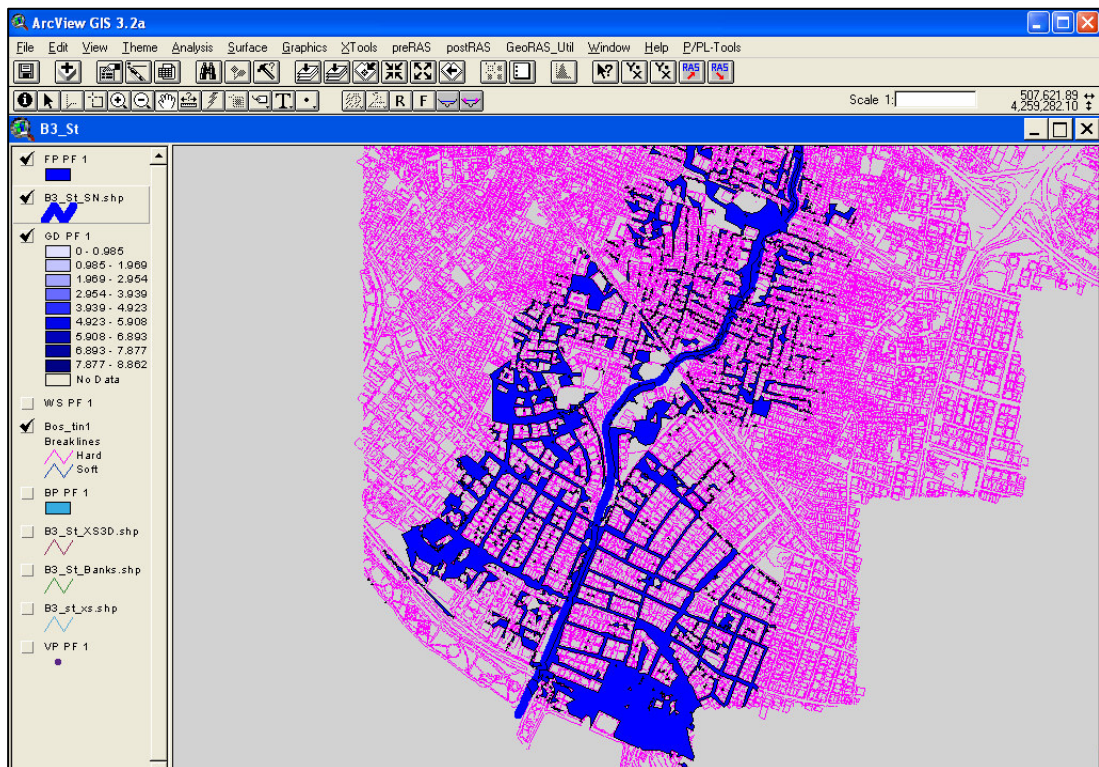 ArcView GIS 3.2a
File Edit View Theme Analysis Surface Graphics XTools preRAS postRAS GeoRAS_Util Window Help P/PL-Tools
RAS RAS
T R F Scale 1: 507,621.89
4,259,282.10
B3_St
FP PF 1
B3_St_SN.shp
GD PF 1
0 - 0.985
0.985 - 1.969
1.969 - 2.954
2.954 - 3.939
3.939 - 4.923
4.923 - 5.908
5.908 - 6.893
6.893 - 7.877
7.877 - 8.862
No Data
WS PF 1
Bos_tin1
Breaklines
Hard
Soft
BP PF 1
B3_St_XS3D.shp
B3_St_Banks.shp
B3_st_xs.shp
VP PF 1